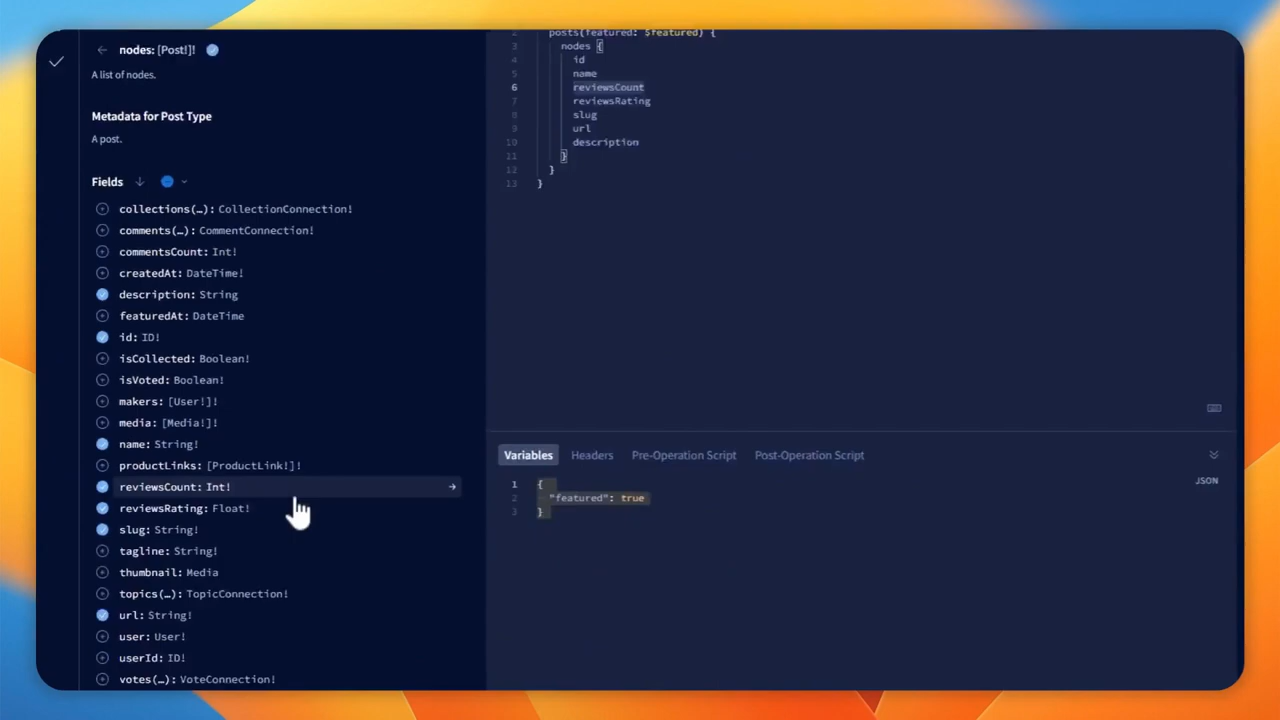 nodes: [Post!]!
A list of nodes.
Metadata for Post Type
A post.
Fields
collections(…): CollectionConnection!
comments(…): CommentConnection!
commentsCount: Int!
createdAt: DateTime!
description: String
featuredAt: DateTime
id: ID!
isCollected: Boolean!
isVoted: Boolean!
makers: [User!]!
media: [Media!]!
name: String!
productLinks: [ProductLink!]!
reviewsCount: Int!
reviewsRating: Float!
slug: String!
tagline: String!
thumbnail: Media
topics(…): TopicConnection!
url: String!
user: User!
userId: ID!
votes(…): VoteConnection!
2 posts(featured: $featured) {
3 nodes {
4 id
5 name
6 reviewsCount
7 reviewsRating
8 slug
9 url
10 description
11 }
12 }
13 }
Variables Headers Pre-Operation Script Post-Operation Script
JSON
1 {
2 "featured": true
3 }